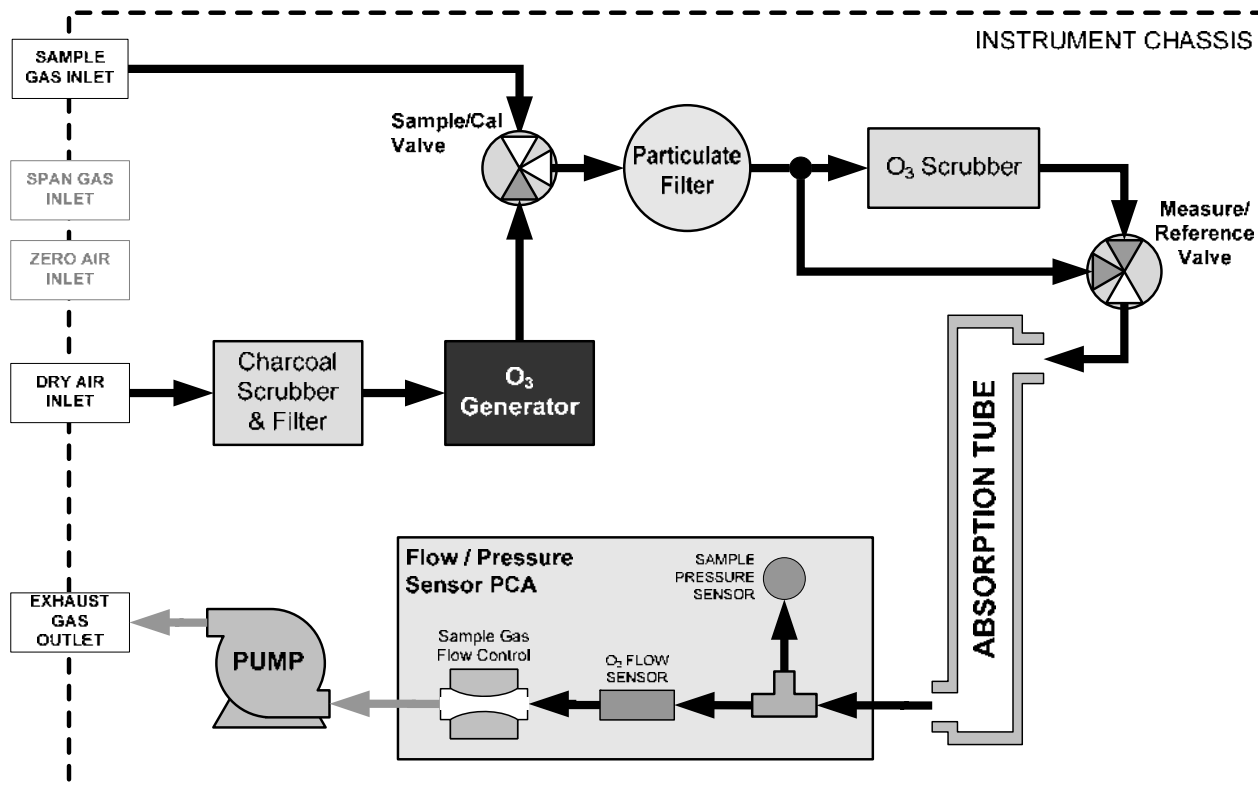 INSTRUMENT CHASSIS
SAMPLE
GAS INLET
Sample/Cal
Valve
Particulate
Filter
O₃ Scrubber
SPAN GAS
INLET
Measure/
Reference
Valve
ZERO AIR
INLET
DRY AIR
INLET
Charcoal
Scrubber
& Filter
O₃
Generator
ABSORPTION TUBE
Flow / Pressure
Sensor PCA
SAMPLE
PRESSURE
SENSOR
EXHAUST
GAS
OUTLET
PUMP
Sample Gas
Flow Control
O₃ FLOW
SENSOR